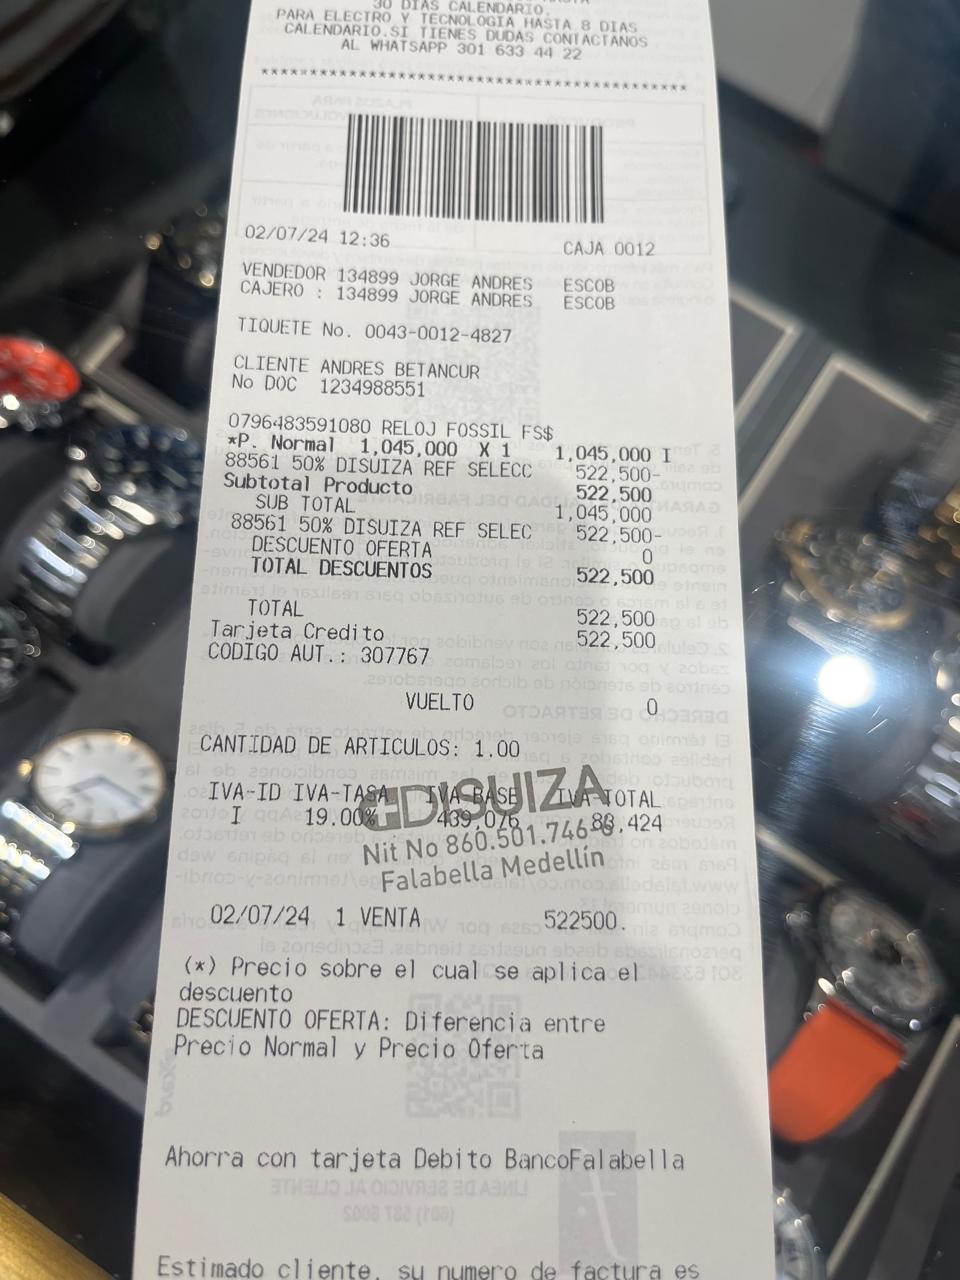 30 DIAS CALENDARIO,
PARA ELECTRO Y TECNOLOGIA HASTA 8 DIAS
CALENDARIO.SI TIENES DUDAS CONTACTANOS
AL WHATSAPP 301 633 44 22
****************************************
02/07/24 12:36 CAJA 0012
VENDEDOR 134899 JORGE ANDRES ESCOB
CAJERO : 134899 JORGE ANDRES ESCOB
TIQUETE No. 0043-0012-4827
CLIENTE ANDRES BETANCUR
No DOC 1234988551
0796483591080 RELOJ FOSSIL FS$
*P. Normal 1,045,000 X 1 1,045,000 I
88561 50% DISUIZA REF SELECC 522,500-
Subtotal Producto 522,500
SUB TOTAL 1,045,000
88561 50% DISUIZA REF SELEC 522,500-
DESCUENTO OFERTA 0
TOTAL DESCUENTOS 522,500
TOTAL 522,500
Tarjeta Credito 522,500
CODIGO AUT.: 307767
VUELTO 0
CANTIDAD DE ARTICULOS: 1.00
DISUIZA
IVA-ID IVA-TASA IVA-BASE IVA-TOTAL
I 19.00% 439,076 83,424
Nit No 860.501.746-
Falabella Medellín
02/07/24 1 VENTA 522500.
(*) Precio sobre el cual se aplica el
descuento
DESCUENTO OFERTA: Diferencia entre
Precio Normal y Precio Oferta
Ahorra con tarjeta Debito BancoFalabella
Estimado cliente, su numero de factura es